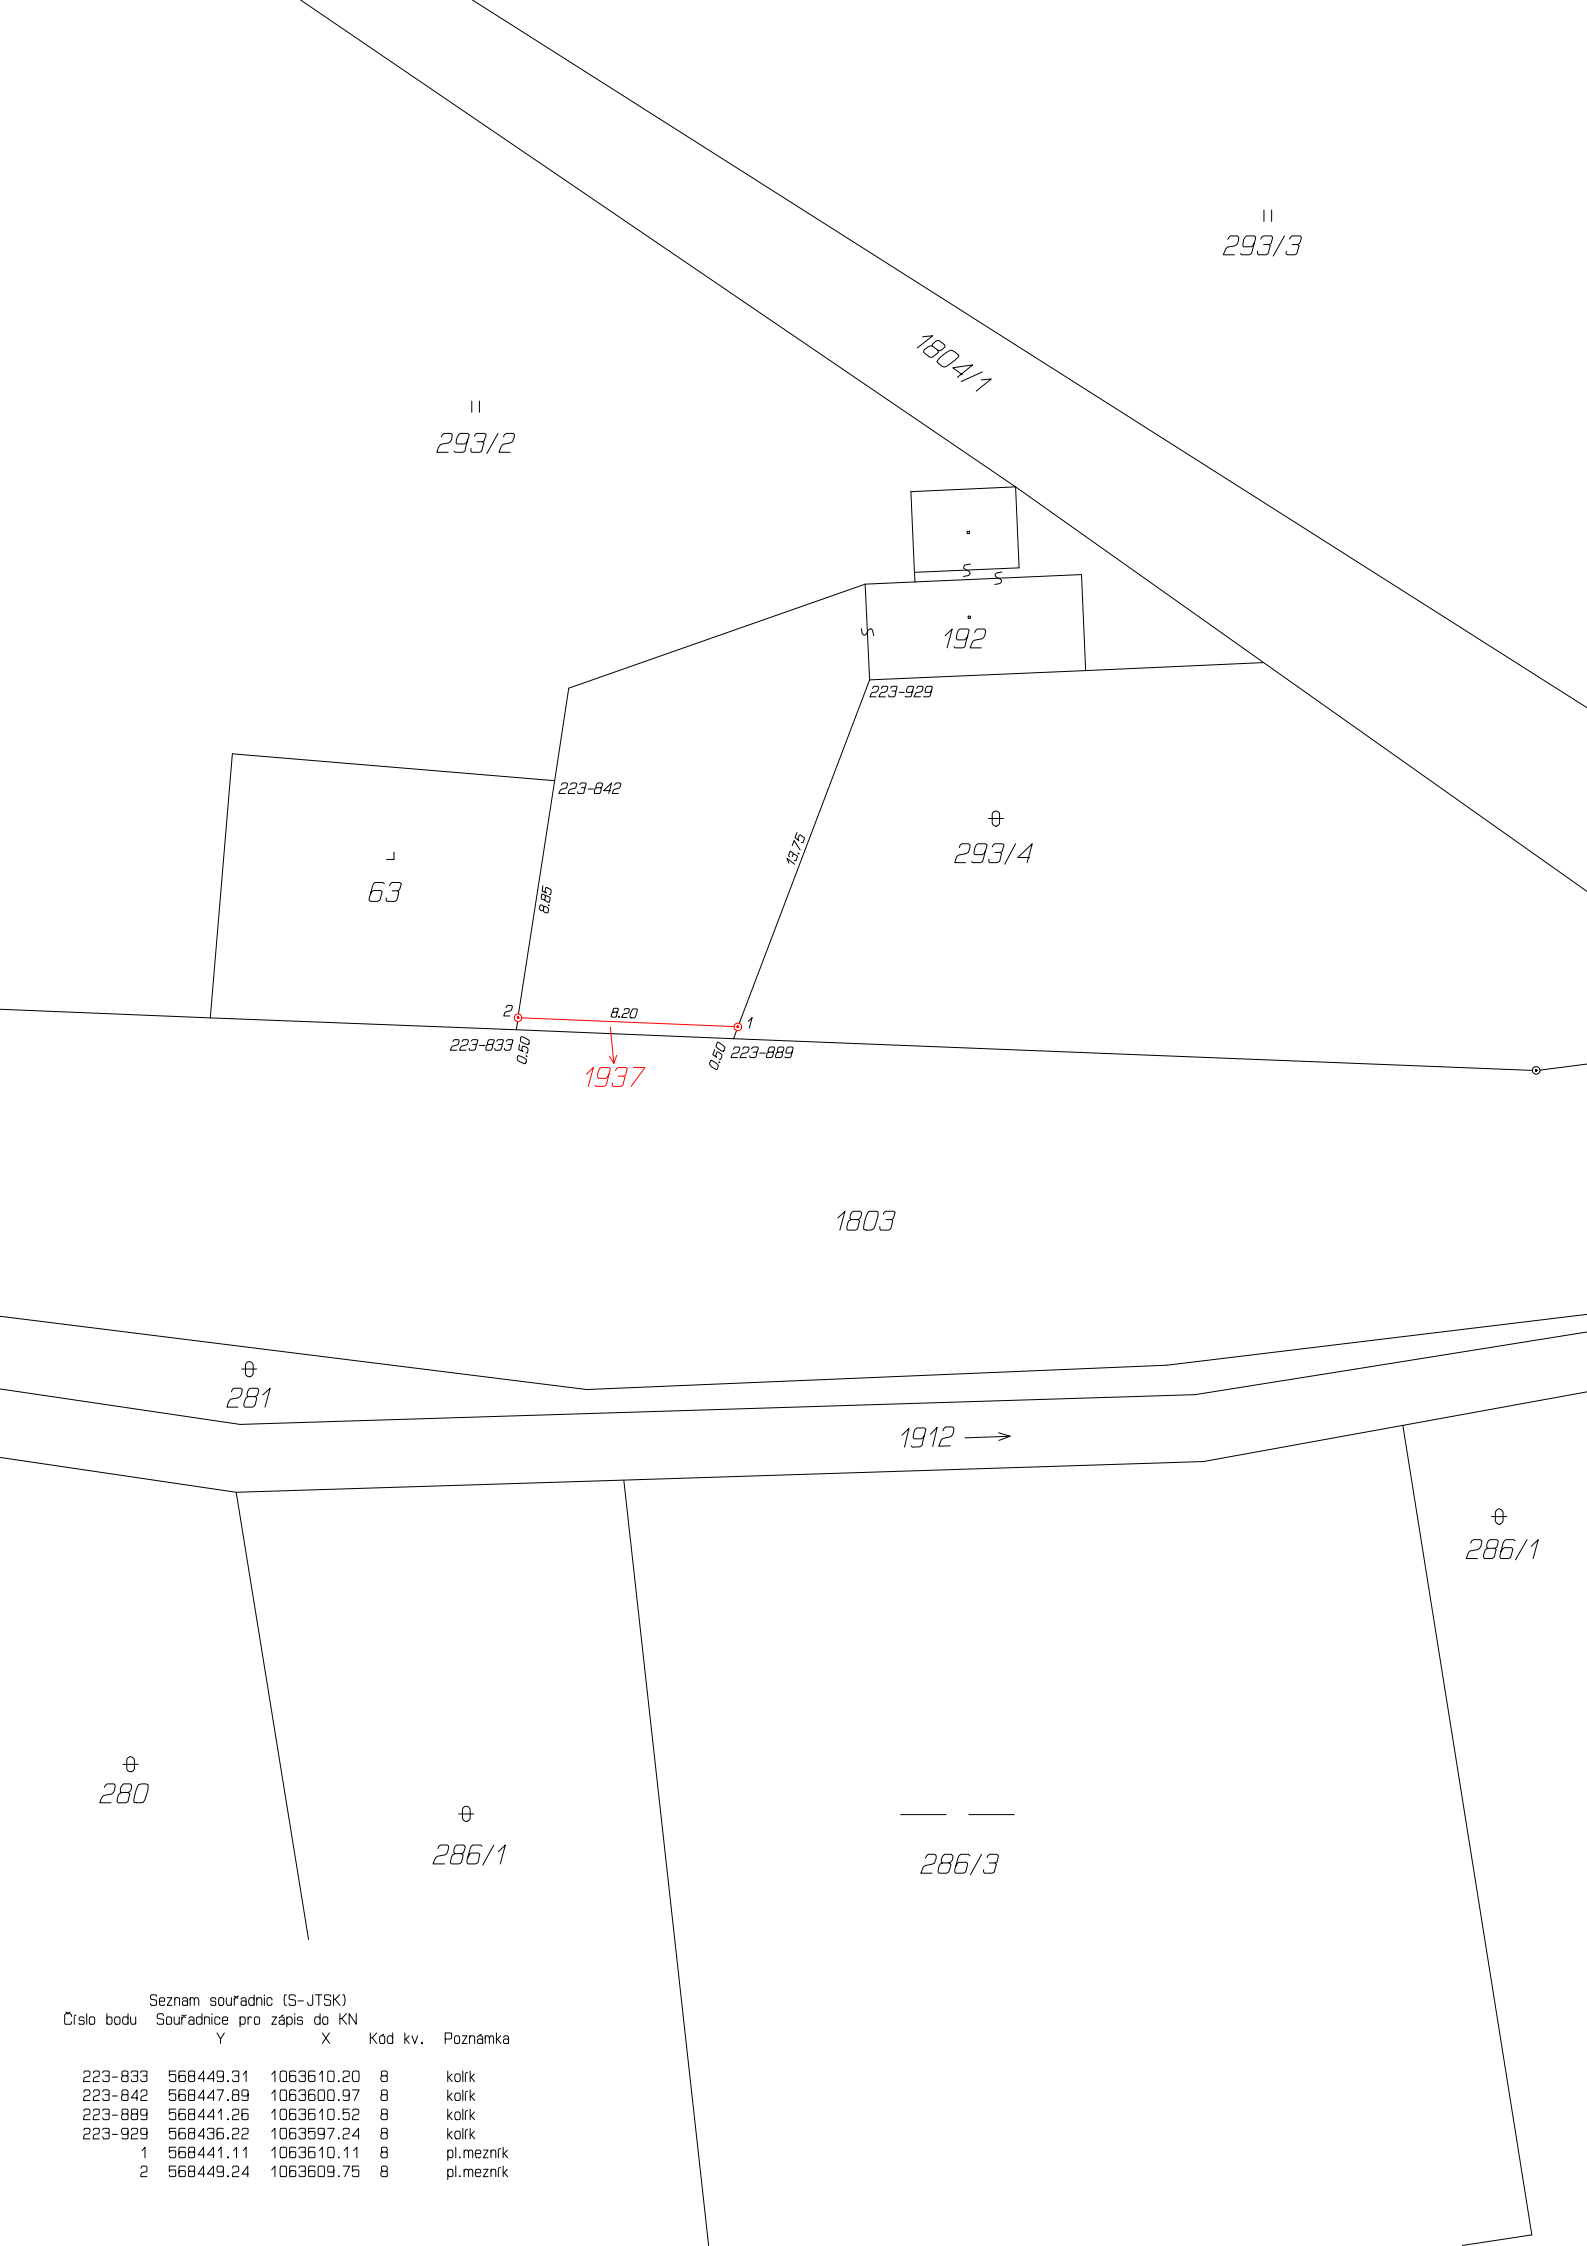 293/3
1804/1
293/2
192
223-929
223-842
13.75
293/4
63
8.85
2
8.20
1
223-833
0.50
0.50
223-889
1937
1803
281
1912
286/1
280
286/1
286/3
Seznam souřadnic (S-JTSK)
Číslo bodu Souřadnice pro zápis do KN
Y X Kód kv. Poznámka
223-833 568449.31 1063610.20 8 kolík
223-842 568447.89 1063600.97 8 kolík
223-889 568441.26 1063610.52 8 kolík
223-929 568436.22 1063597.24 8 kolík
1 568441.11 1063610.11 8 pl.mezník
2 568449.24 1063609.75 8 pl.mezník